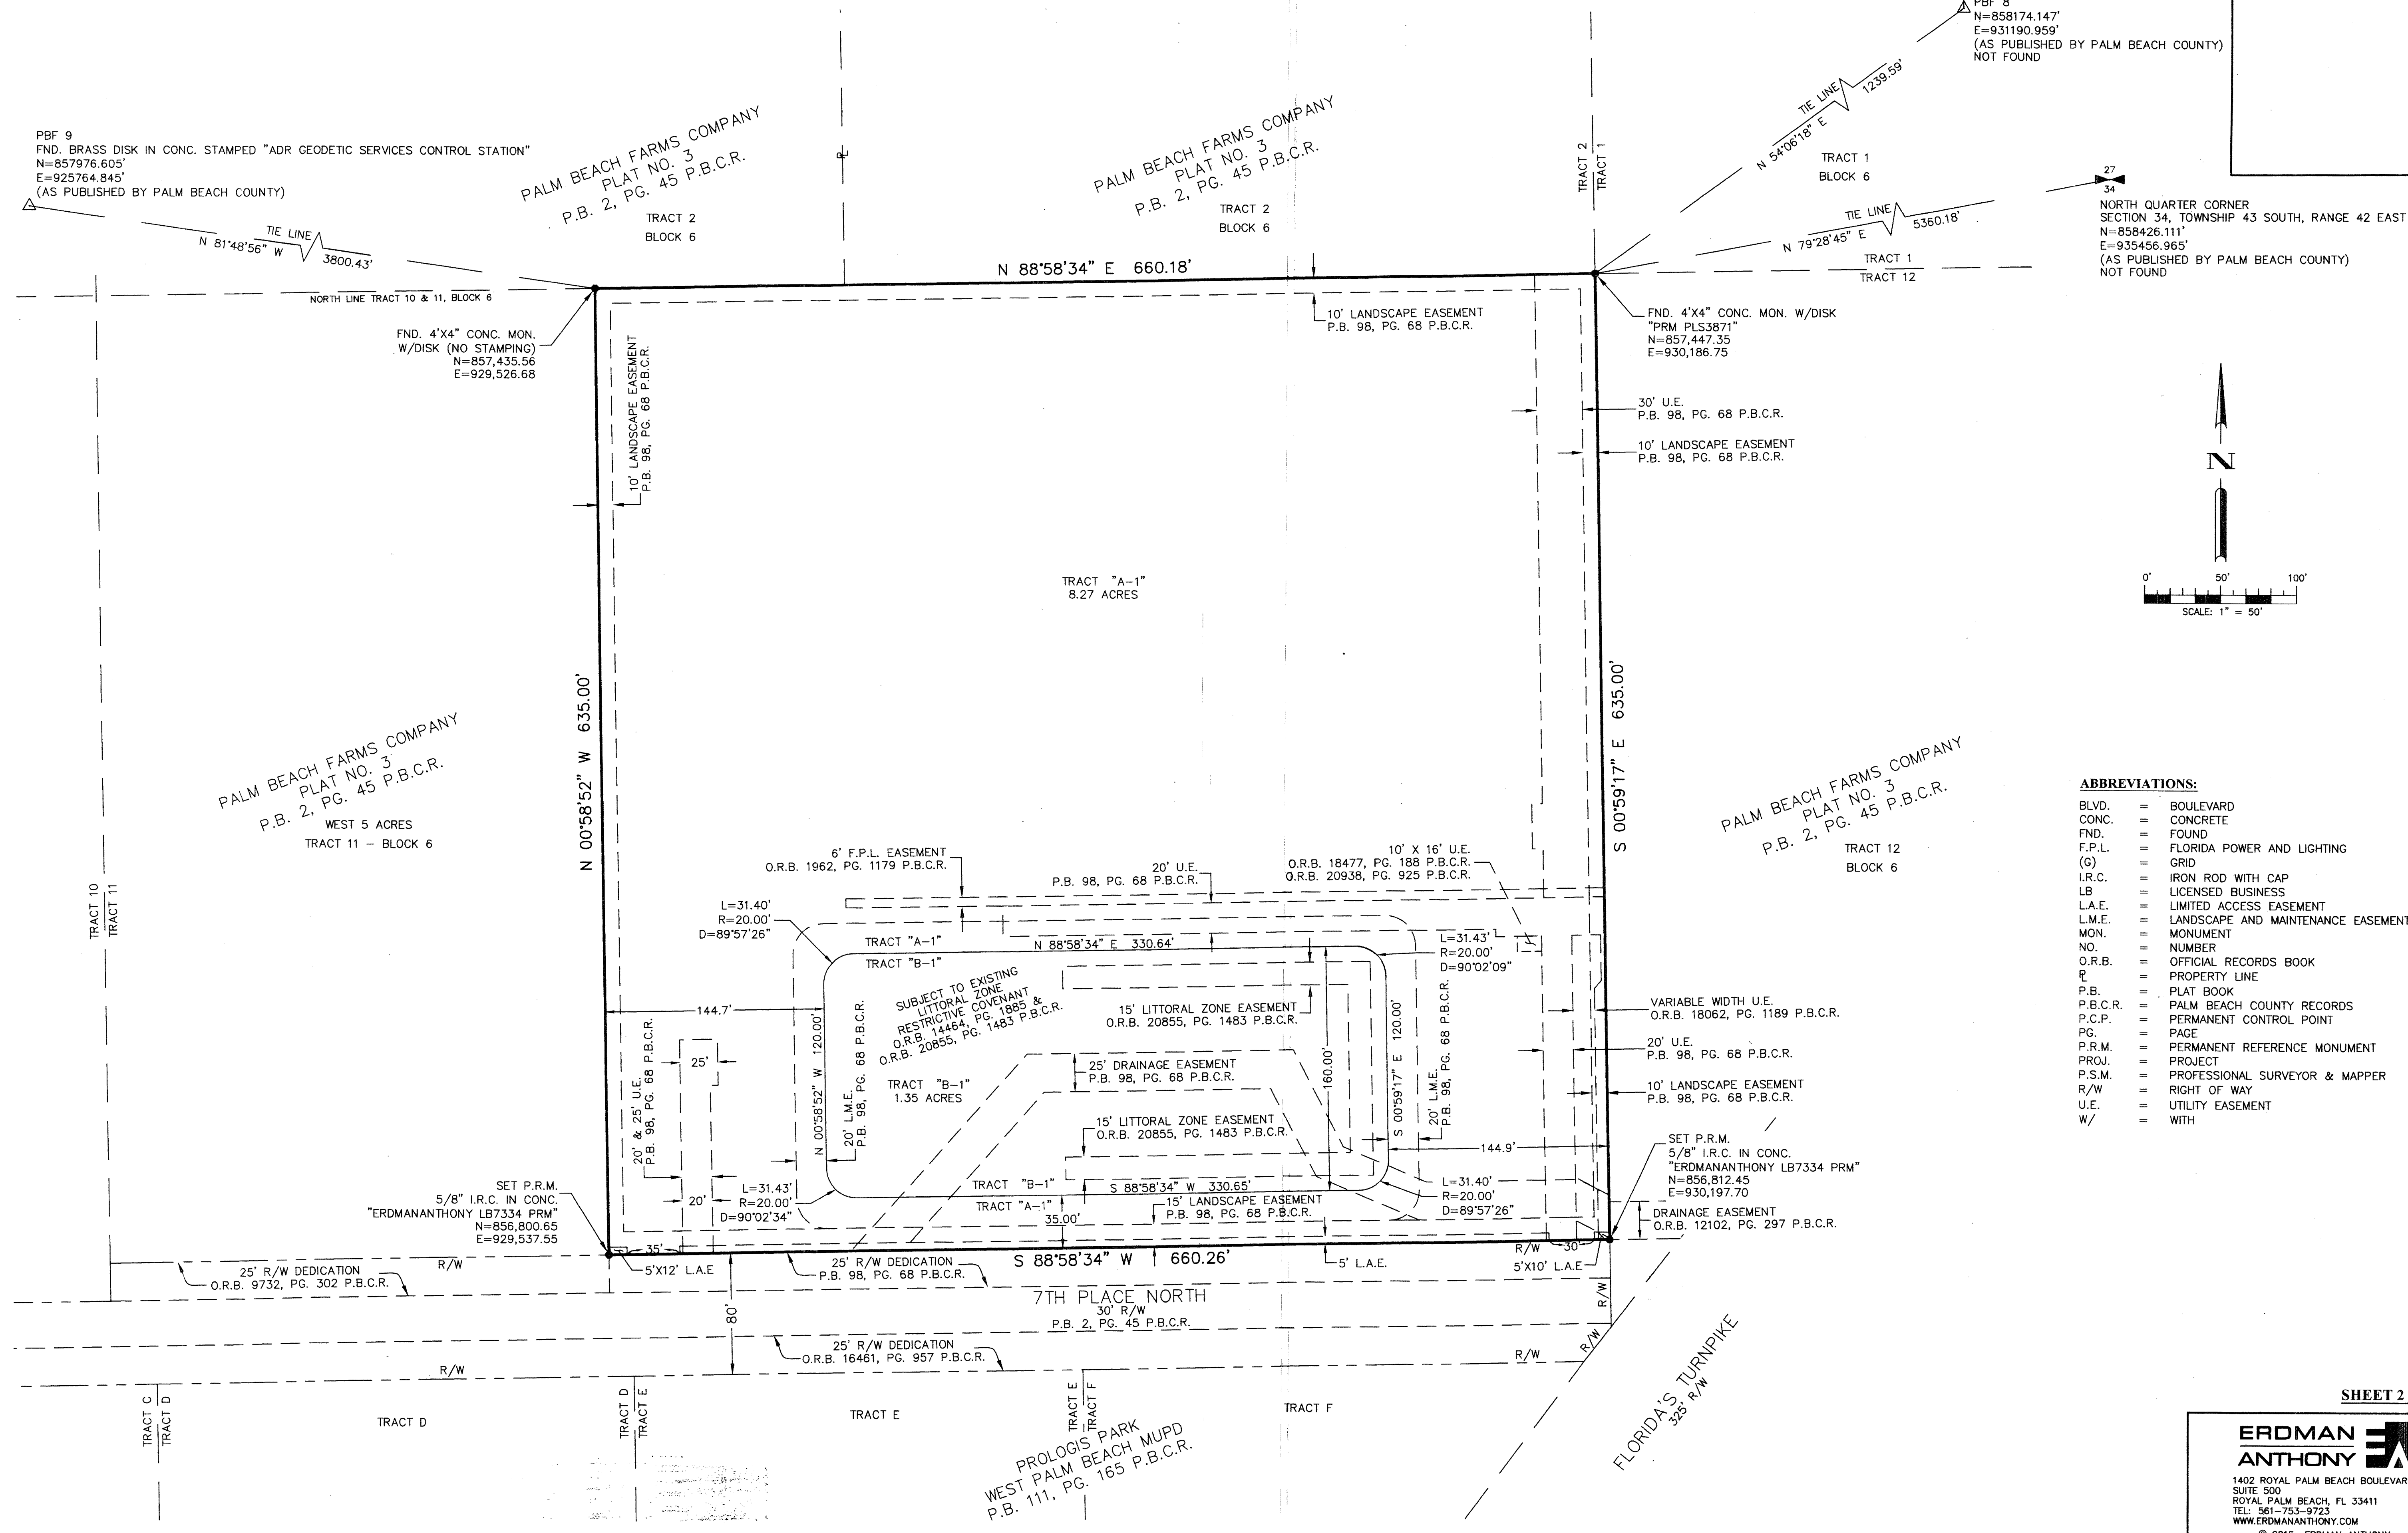 PBF 8
N=858174.147'
E=931190.959'
(AS PUBLISHED BY PALM BEACH COUNTY)
NOT FOUND
TIE LINE
1239.59'
N 54°06'18" E
PBF 9
FND. BRASS DISK IN CONC. STAMPED "ADR GEODETIC SERVICES CONTROL STATION"
N=857976.605'
E=925764.845'
(AS PUBLISHED BY PALM BEACH COUNTY)
TIE LINE
N 81°48'56" W
3800.43'
PALM BEACH FARMS COMPANY
PLAT NO. 3
P.B. 2, PG. 45 P.B.C.R.
TRACT 2
BLOCK 6
PALM BEACH FARMS COMPANY
PLAT NO. 3
P.B. 2, PG. 45 P.B.C.R.
TRACT 2
BLOCK 6
TRACT 2
TRACT 1
TRACT 1
BLOCK 6
27
34
NORTH QUARTER CORNER
SECTION 34, TOWNSHIP 43 SOUTH, RANGE 42 EAST
N=858426.111'
E=935456.965'
(AS PUBLISHED BY PALM BEACH COUNTY)
NOT FOUND
TIE LINE
5360.18'
N 79°28'45" E
TRACT 1
TRACT 12
N 88°58'34" E 660.18'
NORTH LINE TRACT 10 & 11, BLOCK 6
FND. 4'X4" CONC. MON.
W/DISK (NO STAMPING)
N=857,435.56
E=929,526.68
10' LANDSCAPE EASEMENT
P.B. 98, PG. 68 P.B.C.R.
10' LANDSCAPE EASEMENT
P.B. 98, PG. 68 P.B.C.R.
FND. 4'X4" CONC. MON. W/DISK
"PRM PLS3871"
N=857,447.35
E=930,186.75
30' U.E.
P.B. 98, PG. 68 P.B.C.R.
10' LANDSCAPE EASEMENT
P.B. 98, PG. 68 P.B.C.R.
N
0' 50' 100'
SCALE: 1" = 50'
TRACT "A-1"
8.27 ACRES
N 00°58'52" W 635.00'
S 00°59'17" E 635.00'
PALM BEACH FARMS COMPANY
PLAT NO. 3
P.B. 2, PG. 45 P.B.C.R.
WEST 5 ACRES
TRACT 11 - BLOCK 6
TRACT 10
TRACT 11
PALM BEACH FARMS COMPANY
PLAT NO. 3
P.B. 2, PG. 45 P.B.C.R.
TRACT 12
BLOCK 6
ABBREVIATIONS:
BLVD. = BOULEVARD
CONC. = CONCRETE
FND. = FOUND
F.P.L. = FLORIDA POWER AND LIGHTING
(G) = GRID
I.R.C. = IRON ROD WITH CAP
LB = LICENSED BUSINESS
L.A.E. = LIMITED ACCESS EASEMENT
L.M.E. = LANDSCAPE AND MAINTENANCE EASEMENT
MON. = MONUMENT
NO. = NUMBER
O.R.B. = OFFICIAL RECORDS BOOK
PL = PROPERTY LINE
P.B. = PLAT BOOK
P.B.C.R. = PALM BEACH COUNTY RECORDS
P.C.P. = PERMANENT CONTROL POINT
PG. = PAGE
P.R.M. = PERMANENT REFERENCE MONUMENT
PROJ. = PROJECT
P.S.M. = PROFESSIONAL SURVEYOR & MAPPER
R/W = RIGHT OF WAY
U.E. = UTILITY EASEMENT
W/ = WITH
6' F.P.L. EASEMENT
O.R.B. 1962, PG. 1179 P.B.C.R.
20' U.E.
P.B. 98, PG. 68 P.B.C.R.
10' X 16' U.E.
O.R.B. 18477, PG. 188 P.B.C.R.
O.R.B. 20938, PG. 925 P.B.C.R.
L=31.40'
R=20.00'
D=89°57'26"
TRACT "A-1"
TRACT "B-1"
N 88°58'34" E 330.64'
L=31.43'
R=20.00'
D=90°02'09"
SUBJECT TO EXISTING
LITTORAL ZONE
RESTRICTIVE COVENANT
O.R.B. 14464, PG. 1885 &
O.R.B. 20855, PG. 1483 P.B.C.R.
15' LITTORAL ZONE EASEMENT
O.R.B. 20855, PG. 1483 P.B.C.R.
144.7'
N 00°58'52" W 120.00'
20' L.M.E.
P.B. 98, PG. 68 P.B.C.R.
20' & 25' U.E.
P.B. 98, PG. 68 P.B.C.R.
25'
20'
TRACT "B-1"
1.35 ACRES
25' DRAINAGE EASEMENT
P.B. 98, PG. 68 P.B.C.R.
15' LITTORAL ZONE EASEMENT
O.R.B. 20855, PG. 1483 P.B.C.R.
160.00'
S 00°59'17" E 120.00'
20' L.M.E.
P.B. 98, PG. 68 P.B.C.R.
144.9'
VARIABLE WIDTH U.E.
O.R.B. 18062, PG. 1189 P.B.C.R.
20' U.E.
P.B. 98, PG. 68 P.B.C.R.
10' LANDSCAPE EASEMENT
P.B. 98, PG. 68 P.B.C.R.
SET P.R.M.
5/8" I.R.C. IN CONC.
"ERDMANANTHONY LB7334 PRM"
N=856,812.45
E=930,197.70
DRAINAGE EASEMENT
O.R.B. 12102, PG. 297 P.B.C.R.
SET P.R.M.
5/8" I.R.C. IN CONC.
"ERDMANANTHONY LB7334 PRM"
N=856,800.65
E=929,537.55
L=31.43'
R=20.00'
D=90°02'34"
TRACT "B-1"
TRACT "A-1"
S 88°58'34" W 330.65'
35.00'
15' LANDSCAPE EASEMENT
P.B. 98, PG. 68 P.B.C.R.
L=31.40'
R=20.00'
D=89°57'26"
35'
5'X12' L.A.E
25' R/W DEDICATION
P.B. 98, PG. 68 P.B.C.R.
S 88°58'34" W 660.26'
5' L.A.E.
R/W
30'
5'X10' L.A.E
R/W
25' R/W DEDICATION
O.R.B. 9732, PG. 302 P.B.C.R.
7TH PLACE NORTH
30' R/W
P.B. 2, PG. 45 P.B.C.R.
80'
R/W
25' R/W DEDICATION
O.R.B. 16461, PG. 957 P.B.C.R.
R/W
R/W
R/W
FLORIDA'S TURNPIKE
325' R/W
TRACT C
TRACT D
TRACT D
TRACT D
TRACT E
TRACT E
TRACT E
TRACT F
TRACT F
PROLOGIS PARK
WEST PALM BEACH MUPD
P.B. 111, PG. 165 P.B.C.R.
SHEET 2
ERDMAN
ANTHONY
1402 ROYAL PALM BEACH BOULEVAR
SUITE 500
ROYAL PALM BEACH, FL 33411
TEL: 561-753-9723
WWW.ERDMANANTHONY.COM